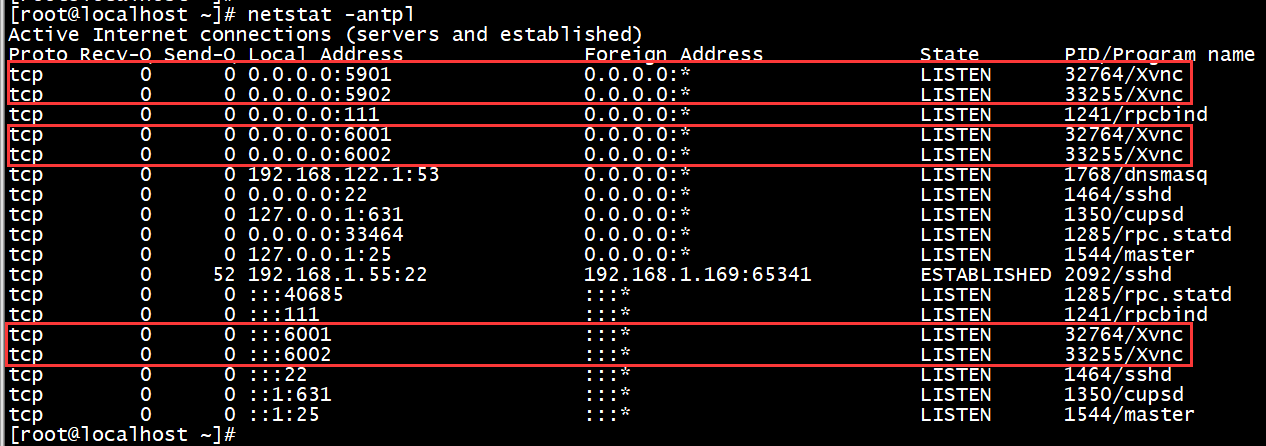 [root@localhost ~]# netstat -antpl
Active Internet connections (servers and established)
Proto Recv-Q Send-Q Local Address               Foreign Address             State       PID/Program name
tcp        0      0 0.0.0.0:5901                0.0.0.0:*                   LISTEN      32764/Xvnc
tcp        0      0 0.0.0.0:5902                0.0.0.0:*                   LISTEN      33255/Xvnc
tcp        0      0 0.0.0.0:111                 0.0.0.0:*                   LISTEN      1241/rpcbind
tcp        0      0 0.0.0.0:6001                0.0.0.0:*                   LISTEN      32764/Xvnc
tcp        0      0 0.0.0.0:6002                0.0.0.0:*                   LISTEN      33255/Xvnc
tcp        0      0 192.168.122.1:53            0.0.0.0:*                   LISTEN      1768/dnsmasq
tcp        0      0 0.0.0.0:22                  0.0.0.0:*                   LISTEN      1464/sshd
tcp        0      0 127.0.0.1:631               0.0.0.0:*                   LISTEN      1350/cupsd
tcp        0      0 0.0.0.0:33464               0.0.0.0:*                   LISTEN      1285/rpc.statd
tcp        0      0 127.0.0.1:25                0.0.0.0:*                   LISTEN      1544/master
tcp        0     52 192.168.1.55:22             192.168.1.169:65341         ESTABLISHED 2092/sshd
tcp        0      0 :::40685                    :::*                        LISTEN      1285/rpc.statd
tcp        0      0 :::111                      :::*                        LISTEN      1241/rpcbind
tcp        0      0 :::6001                     :::*                        LISTEN      32764/Xvnc
tcp        0      0 :::6002                     :::*                        LISTEN      33255/Xvnc
tcp        0      0 :::22                       :::*                        LISTEN      1464/sshd
tcp        0      0 ::1:631                     :::*                        LISTEN      1350/cupsd
tcp        0      0 ::1:25                      :::*                        LISTEN      1544/master
[root@localhost ~]#